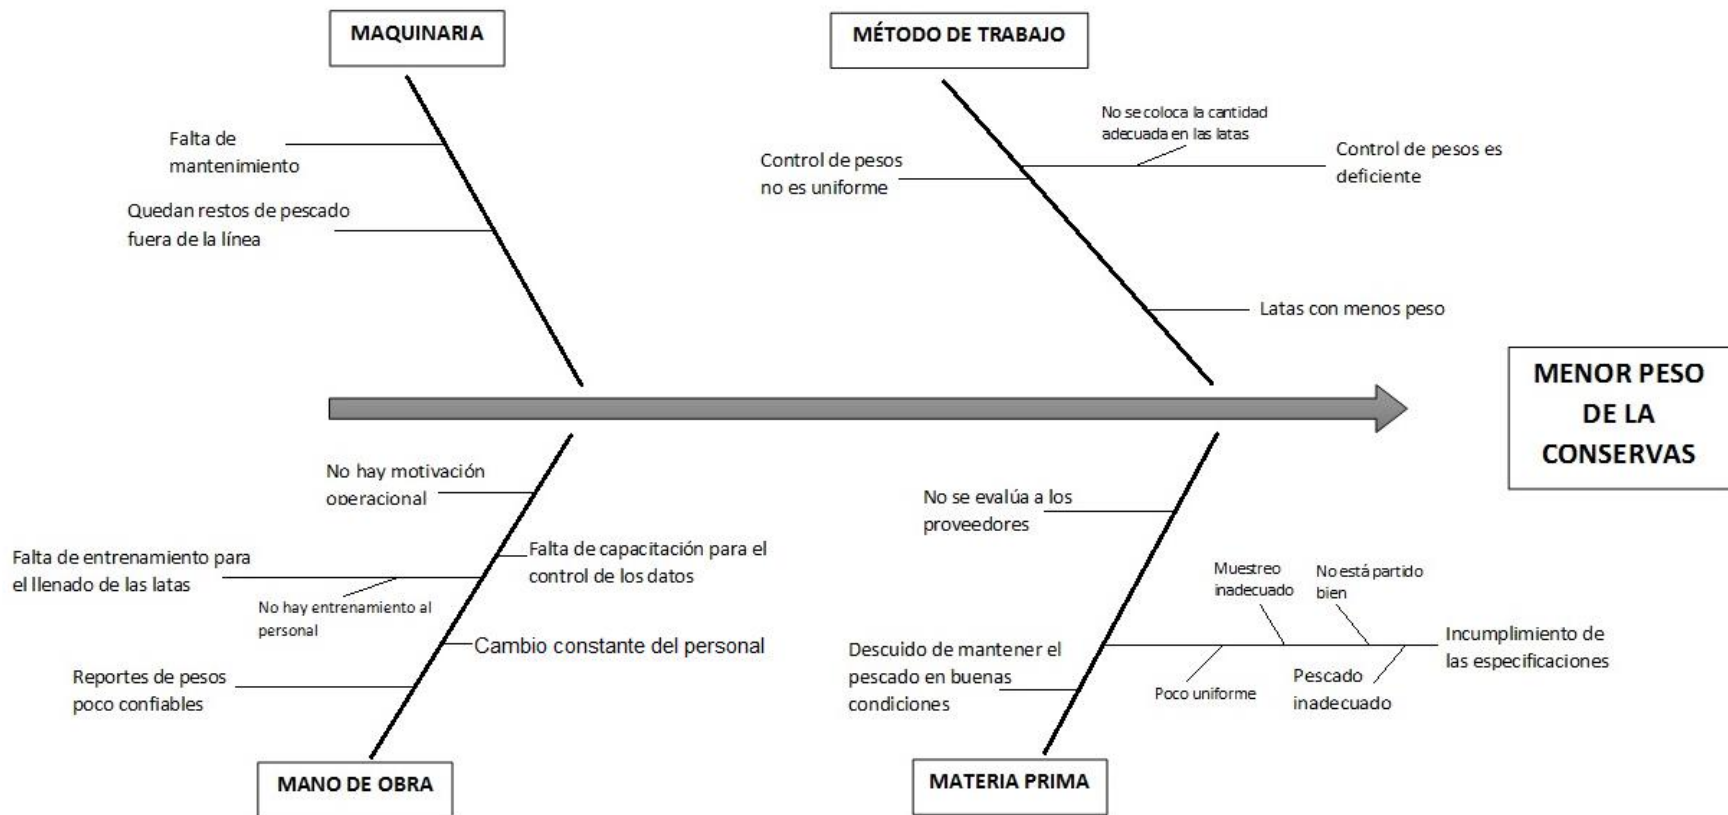 MAQUINARIA
MÉTODO DE TRABAJO
Falta de
mantenimiento
Quedan restos de pescado
fuera de la línea
Control de pesos
no es uniforme
No se coloca la cantidad
adecuada en las latas
Control de pesos es
deficiente
Latas con menos peso
MENOR PESO
DE LA
CONSERVAS
No hay motivación
operacional
Falta de capacitación para el
control de los datos
Falta de entrenamiento para
el llenado de las latas
No hay entrenamiento al
personal
Cambio constante del personal
Reportes de pesos
poco confiables
MANO DE OBRA
No se evalúa a los
proveedores
Muestreo
inadecuado
No está partido
bien
Incumplimiento de
las especificaciones
Descuido de mantener el
pescado en buenas
condiciones
Poco uniforme
Pescado
inadecuado
MATERIA PRIMA